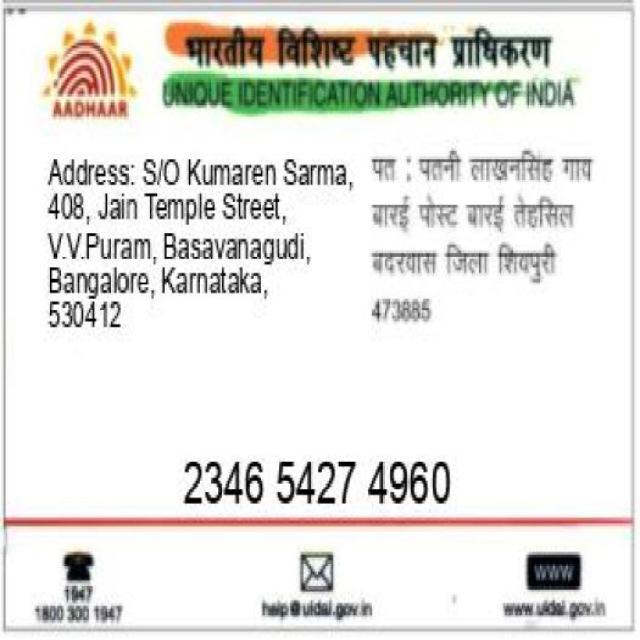 भारतीय विशिष्ट पहचान प्राधिकरण
AADHAAR
UNIQUE IDENTIFICATION AUTHORITY OF INDIA
Address: S/O Kumaren Sarma,
408, Jain Temple Street,
V.V.Puram, Basavanagudi,
Bangalore, Karnataka,
530412
पत : पतनी लाखनसिंह गाव
बारई पोस्ट बारई तेहसिल
बदरवास जिला शिवपुरी
473885
2346 5427 4960
1947
1800 300 1947
help@uidai.gov.in
WWW
www.uidai.gov.in